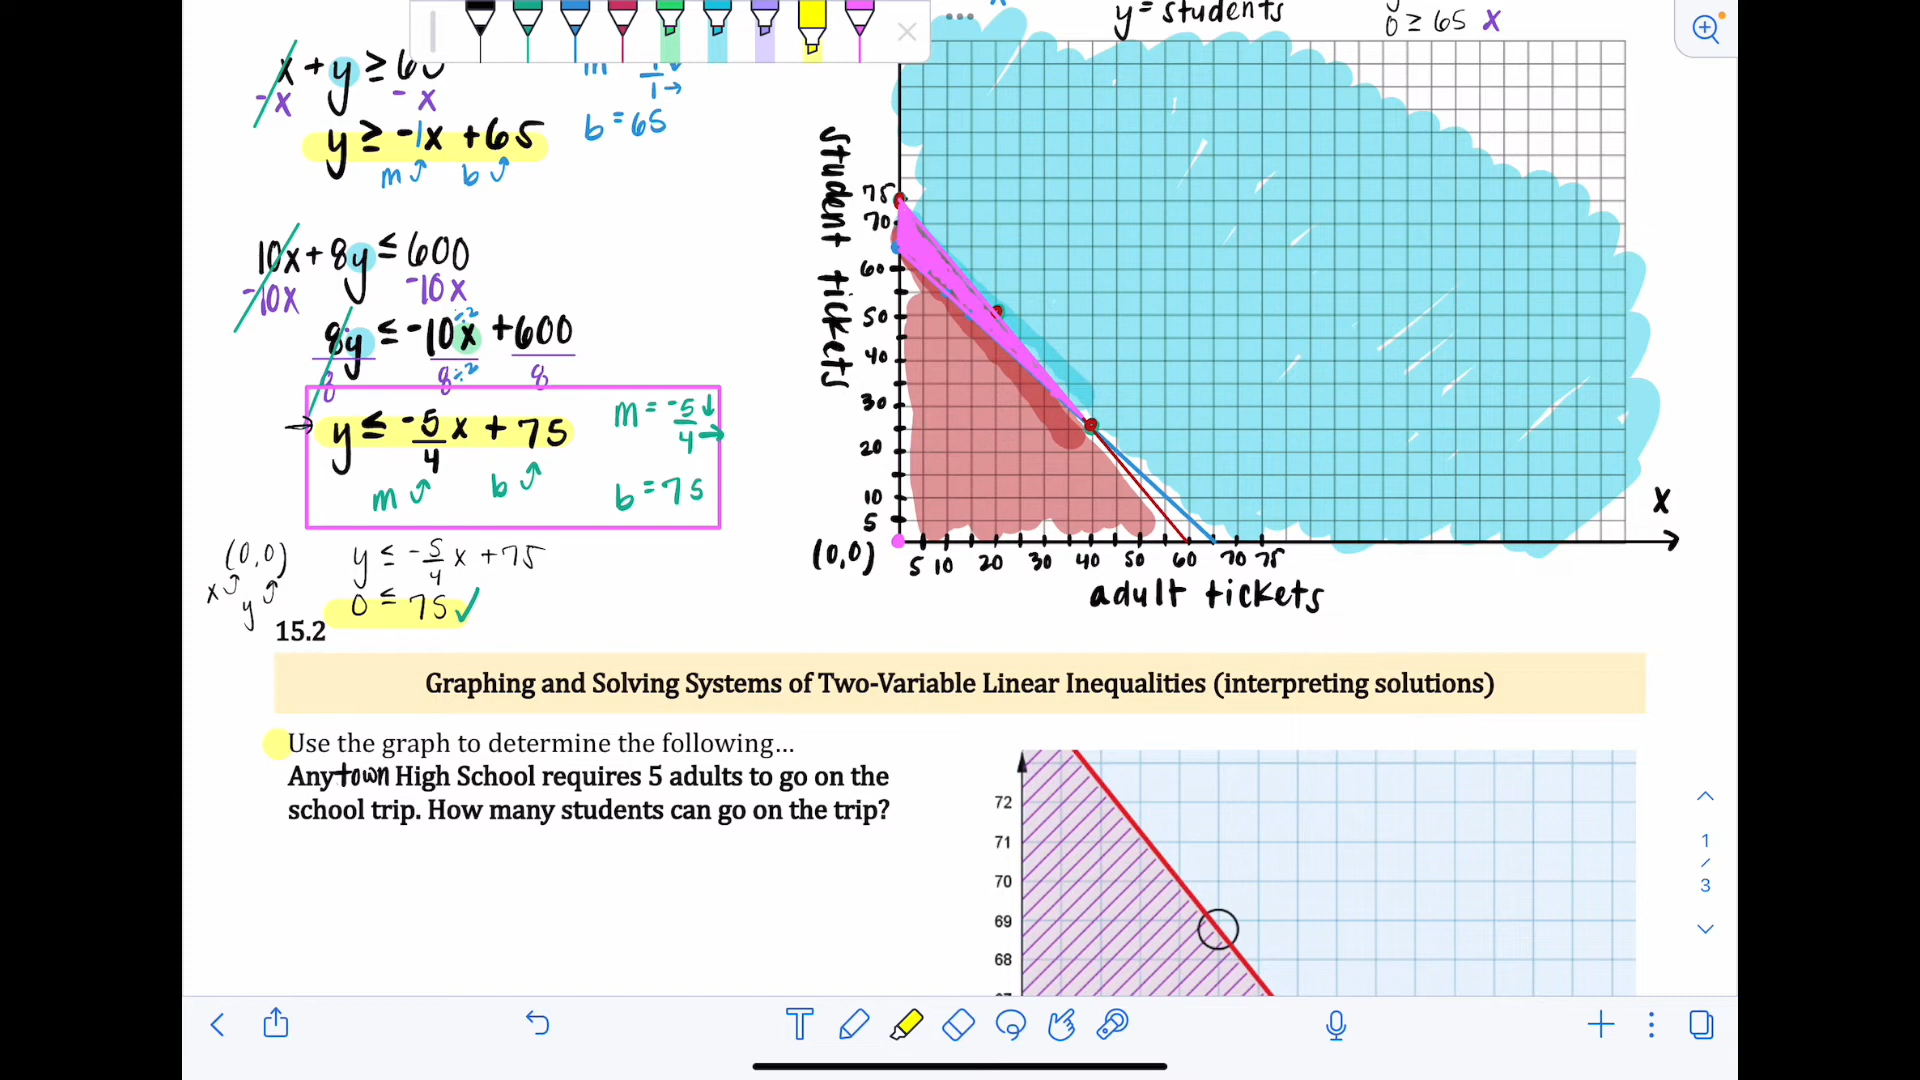 y = students
0 ≥ 65 x
x + y ≥ 60
-x - x
b = 65
y ≥ -1x + 65
m b
10x + 8y ≤ 600
-10x -10x
÷2
8y ≤ -10x + 600
8 8 ÷2 8
→ y ≤ -5/4 x + 75
m b
m = -5↓/4→
b = 75
(0,0)
x y
y ≤ -5/4 x + 75
0 ≤ 75 ✓
student tickets
75
70
60
50
40
30
20
10
5
(0,0)
5 10 20 30 40 50 60 70 75
x
adult tickets
15.2
Graphing and Solving Systems of Two-Variable Linear Inequalities (interpreting solutions)
Use the graph to determine the following...
Anytown High School requires 5 adults to go on the
school trip. How many students can go on the trip?
72
71
70
69
68
1
/
3
T